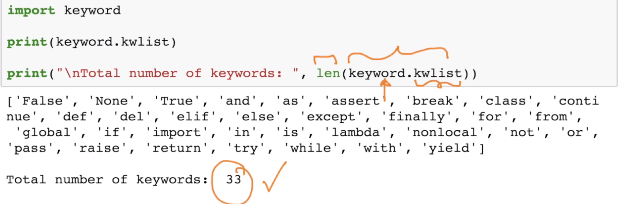 import keyword
print(keyword.kwlist)
print("\nTotal number of keywords: ", len(keyword.kwlist))
['False', 'None', 'True', 'and', 'as', 'assert', 'break', 'class', 'conti
nue', 'def', 'del', 'elif', 'else', 'except', 'finally', 'for', 'from',
'global', 'if', 'import', 'in', 'is', 'lambda', 'nonlocal', 'not', 'or',
'pass', 'raise', 'return', 'try', 'while', 'with', 'yield']
Total number of keywords: 33